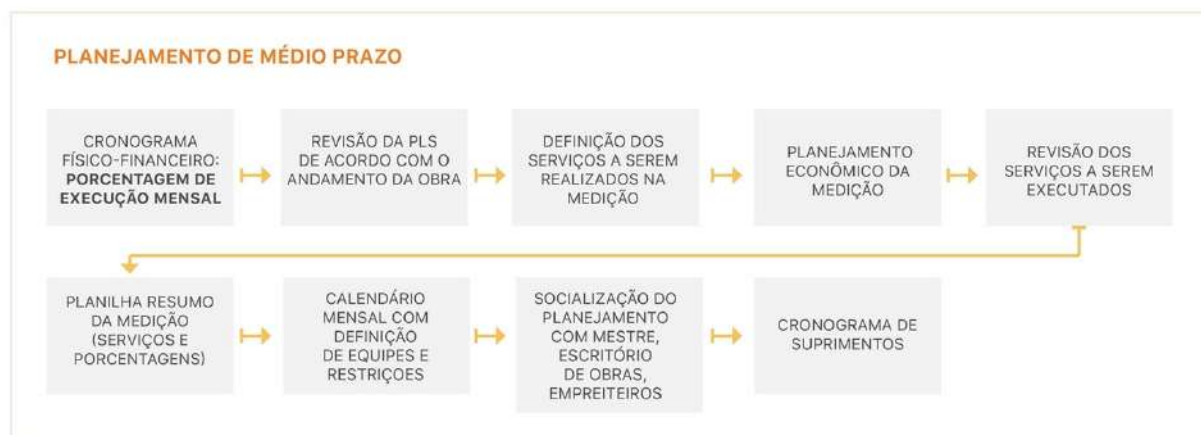 PLANEJAMENTO DE MÉDIO PRAZO
CRONOGRAMA
FÍSICO-FINANCEIRO:
PORCENTAGEM DE
EXECUÇÃO MENSAL
REVISÃO DA PLS
DE ACORDO COM O
ANDAMENTO DA OBRA
DEFINIÇÃO DOS
SERVIÇOS A SEREM
REALIZADOS NA
MEDIÇÃO
PLANEJAMENTO
ECONÔMICO DA
MEDIÇÃO
REVISÃO DOS
SERVIÇOS A SEREM
EXECUTADOS
PLANILHA RESUMO
DA MEDIÇÃO
(SERVIÇOS E
PORCENTAGENS)
CALENDÁRIO
MENSAL COM
DEFINIÇÃO
DE EQUIPES E
RESTRIÇOES
SOCIALIZAÇÃO DO
PLANEJAMENTO
COM MESTRE,
ESCRITÓRIO
DE OBRAS,
EMPREITEIROS
CRONOGRAMA DE
SUPRIMENTOS